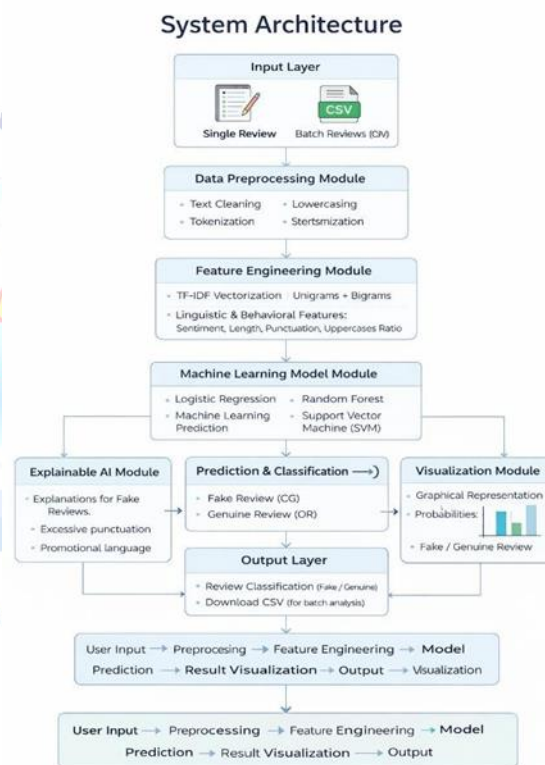 System Architecture
Input Layer
CSV
Single Review
Batch Reviews (CJV)
Data Preprocessing Module
• Text Cleaning • Lowercasing
• Tokenization • Stertsmization
Feature Engineering Module
• TF-IDF Vectorization Unigrams + Bigrams
• Linguistic & Behavioral Features:
Sentiment, Length, Punctuation, Uppercases Ratio
Machine Learning Model Module
• Logistic Regression • Random Forest
• Machine Learning • Support Vector
Prediction Machine (SVM)
Explainable AI Module
• Explanations for Fake
Reviews.
• Excessive punctuation
• Promotional language
Prediction & Classification →)
• Fake Review (CG)
• Genuine Review (OR)
Visualization Module
• Graphical Representation
• Probabilities:
• Fake / Genuine Review
Output Layer
• Review Classification (Fake / Genuine)
• Download CSV (for batch analysis)
User Input → Preprocesing → Feature Engineering → Model
Prediction → Result Visualization → Output → Visualization
User Input → Preprocessing → Feature Engineering → Model
Prediction → Result Visualization → Output